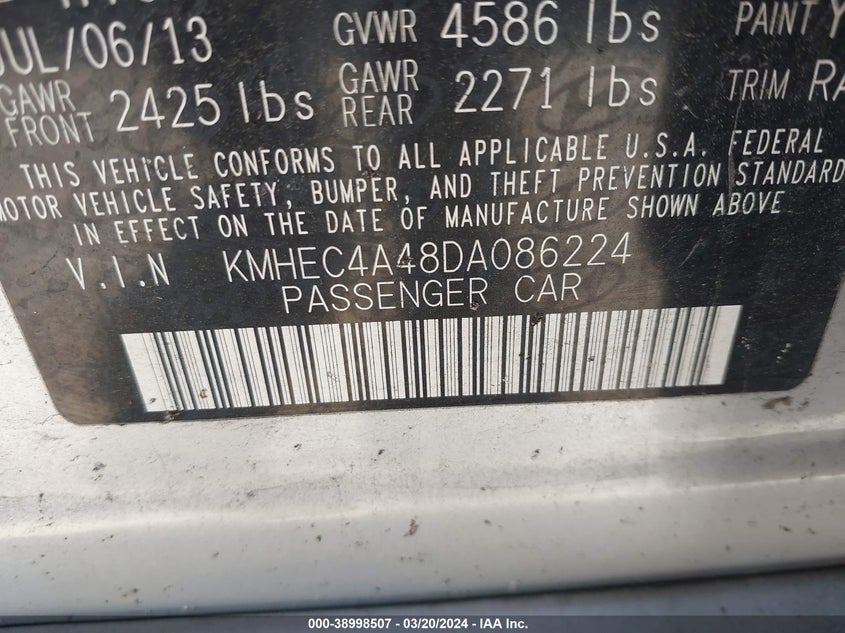 JUL/06/13 GVWR 4586 lbs PAINT
GAWR FRONT 2425 lbs GAWR REAR 2271 lbs TRIM RA
THIS VEHICLE CONFORMS TO ALL APPLICABLE U.S.A. FEDERAL
MOTOR VEHICLE SAFETY, BUMPER, AND THEFT PREVENTION STANDARD
IN EFFECT ON THE DATE OF MANUFACTURE SHOWN ABOVE
V.I.N KMHEC4A48DA086224
PASSENGER CAR
000-38998507 - 03/20/2024 - IAA Inc.